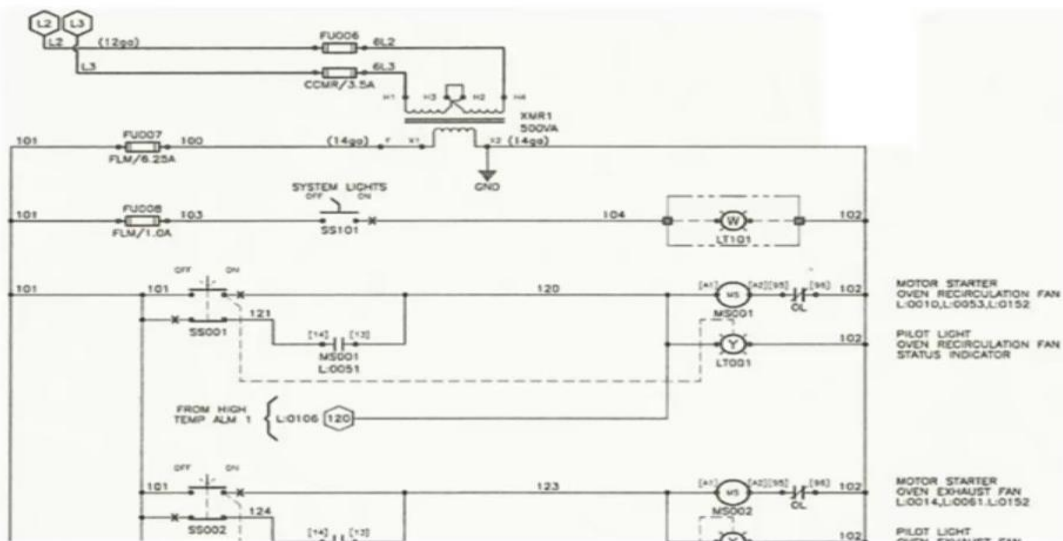 L2 L3
FU006
L2 (12ga) 6L2
L3 6L3
CCMR/3.5A
H1 H3 H2 H4
XMR1
500VA
FU007
101 100 (14ga) Y X1 X2 (14ga)
FLM/6.25A
GND
SYSTEM LIGHTS
OFF ON
FU008
101 103 104 W 102
FLM/1.0A SS101 LT101
OFF ON
101 101 120 [A1] MS [A2] [95] [96] 102
MS001 OL
MOTOR STARTER
OVEN RECIRCULATION FAN
L:0010,L:0053,L:0152
SS001 121
[14] [13]
MS001
L:0051
Y 102
LT001
PILOT LIGHT
OVEN RECIRCULATION FAN
STATUS INDICATOR
FROM HIGH
TEMP ALM 1
L:0106 120
OFF ON
101 123 [A1] MS [A2] [95] [96] 102
MS002 OL
MOTOR STARTER
OVEN EXHAUST FAN
L:0014,L:0061,L:0152
SS002 124
[14] [13]
Y 102
PILOT LIGHT
OVEN EXHAUST FAN